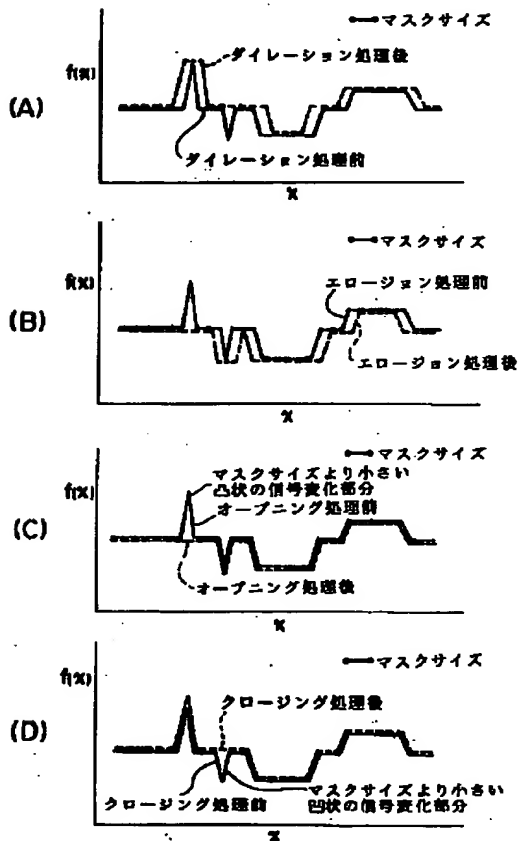 (A)
マスクサイズ
f(x)
ダイレーション処理後
ダイレーション処理前
x
(B)
マスクサイズ
f(x)
エロージョン処理前
エロージョン処理後
x
(C)
マスクサイズ
f(x)
マスクサイズより小さい
凸状の信号変化部分
オープニング処理前
オープニング処理後
x
(D)
マスクサイズ
f(x)
クロージング処理後
クロージング処理前
マスクサイズより小さい
凹状の信号変化部分
x